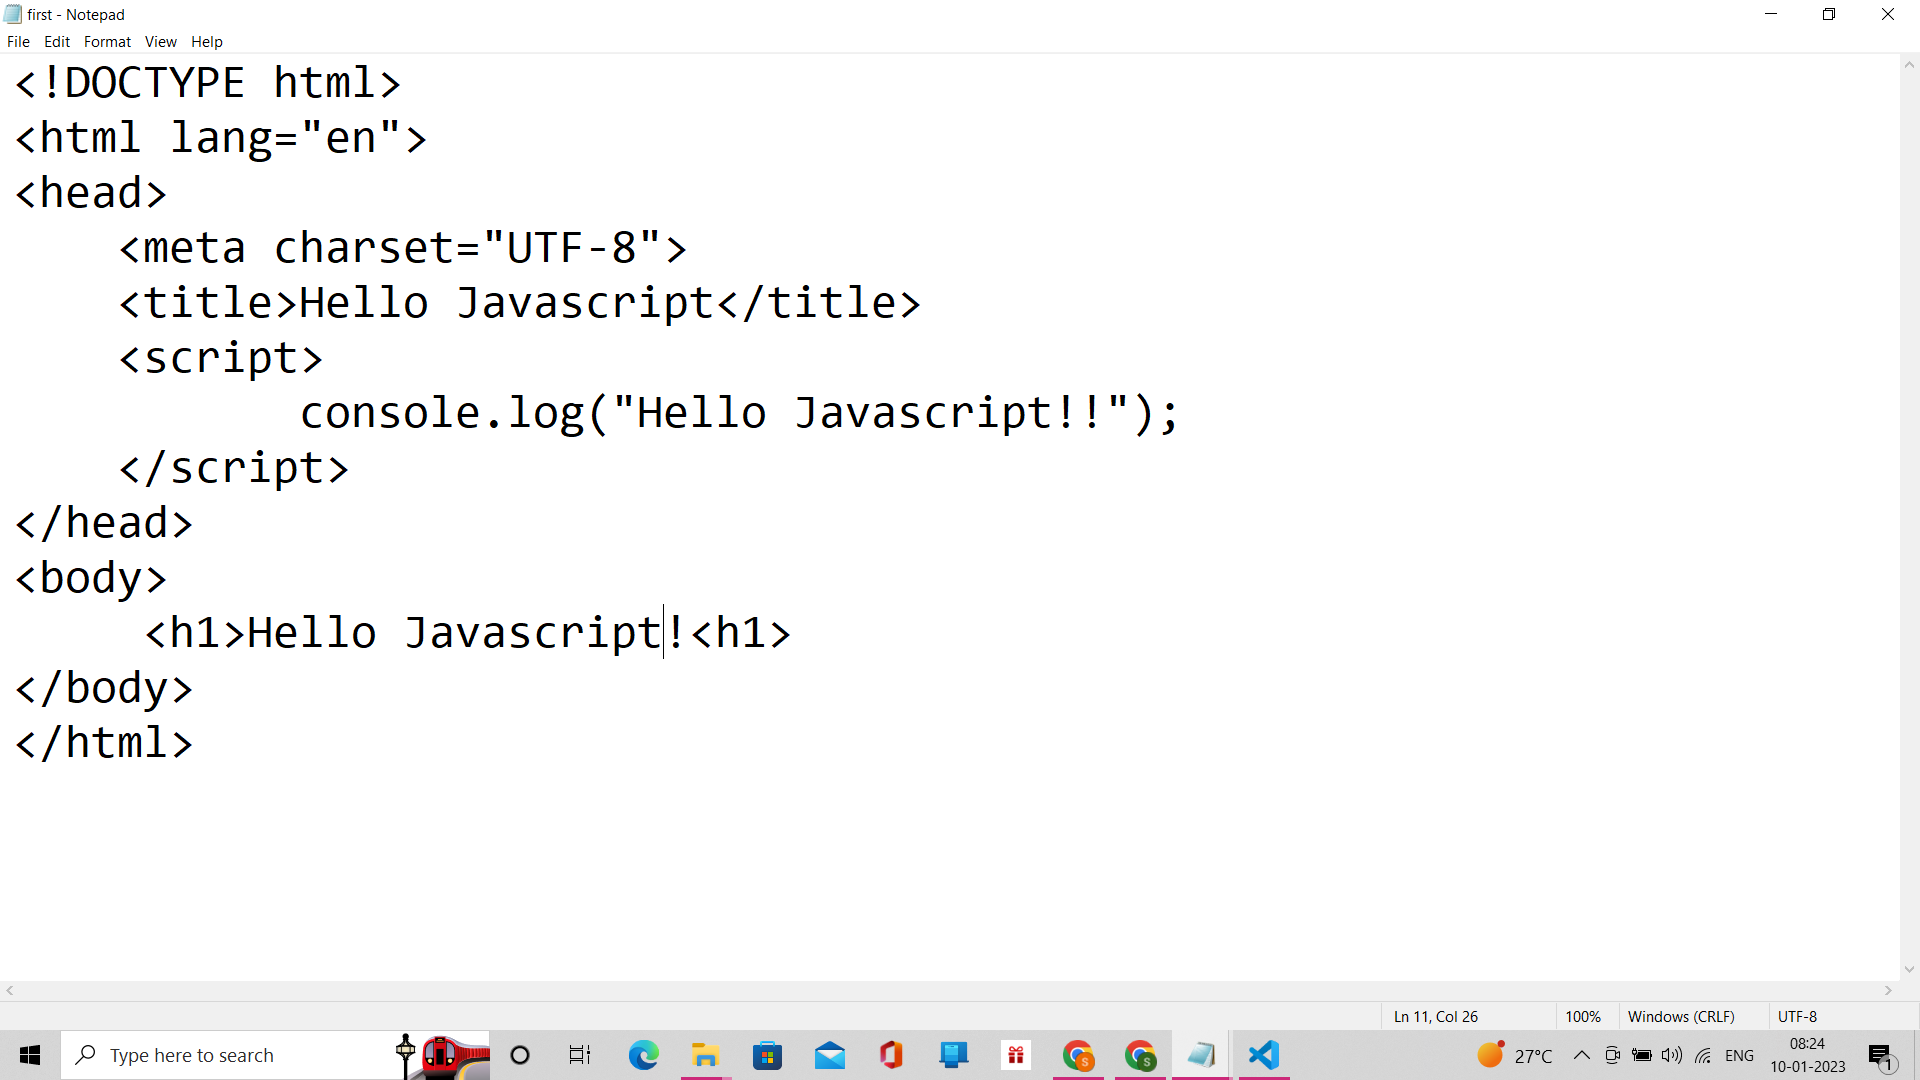 first - Notepad
File Edit Format View Help
<!DOCTYPE html>
<html lang="en">
<head>
    <meta charset="UTF-8">
    <title>Hello Javascript</title>
    <script>
           console.log("Hello Javascript!!");
    </script>
</head>
<body>
     <h1>Hello Javascript!<h1>
</body>
</html>
Ln 11, Col 26 100% Windows (CRLF) UTF-8
Type here to search 27°C ENG 08:24
10-01-2023 1